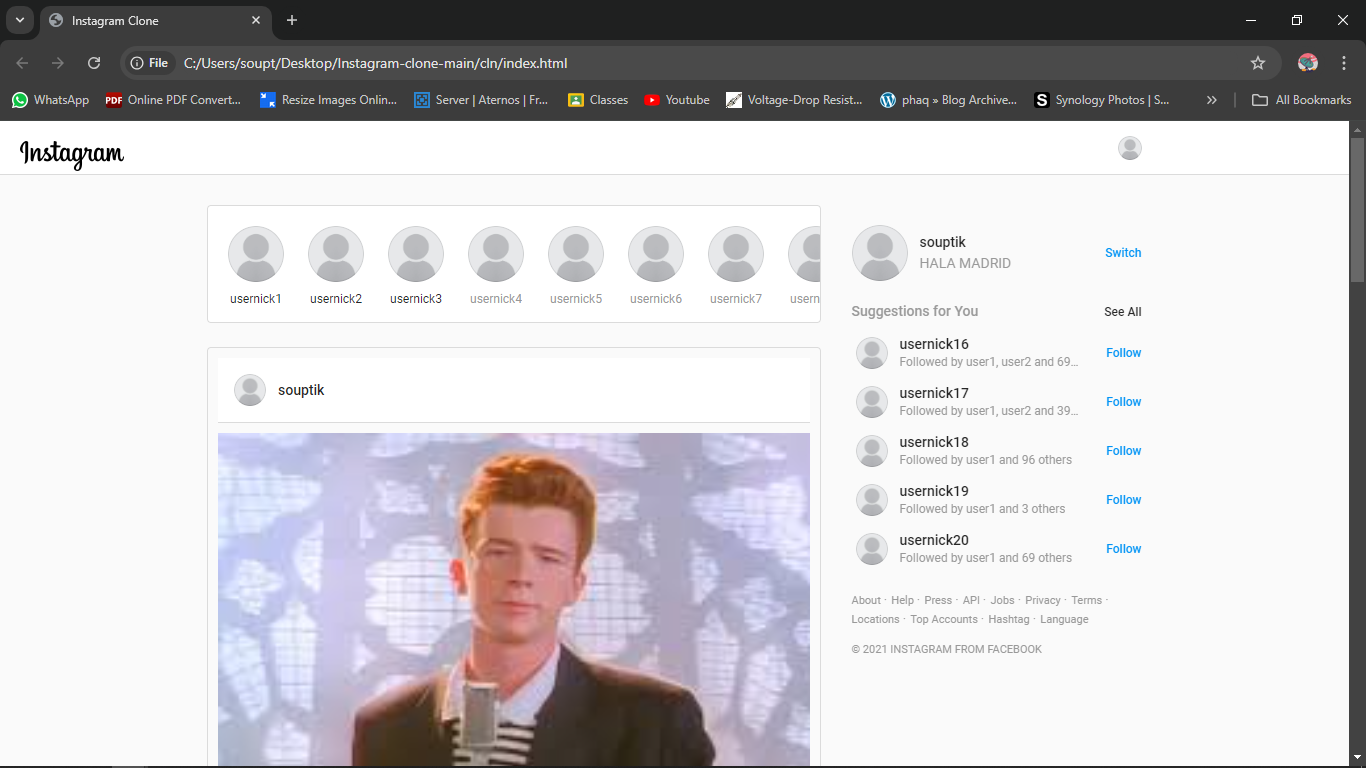 Instagram Clone
File C:/Users/soupt/Desktop/Instagram-clone-main/cln/index.html
WhatsApp PDF Online PDF Convert... Resize Images Onlin... Server | Aternos | Fr... Classes Youtube Voltage-Drop Resist... phaq » Blog Archive... S Synology Photos | S... » All Bookmarks
Instagram
usernick1 usernick2 usernick3 usernick4 usernick5 usernick6 usernick7 usern
souptik
HALA MADRID
Switch
Suggestions for You See All
usernick16
Followed by user1, user2 and 69...
Follow
usernick17
Followed by user1, user2 and 39...
Follow
usernick18
Followed by user1 and 96 others
Follow
usernick19
Followed by user1 and 3 others
Follow
usernick20
Followed by user1 and 69 others
Follow
About · Help · Press · API · Jobs · Privacy · Terms ·
Locations · Top Accounts · Hashtag · Language
© 2021 INSTAGRAM FROM FACEBOOK
souptik